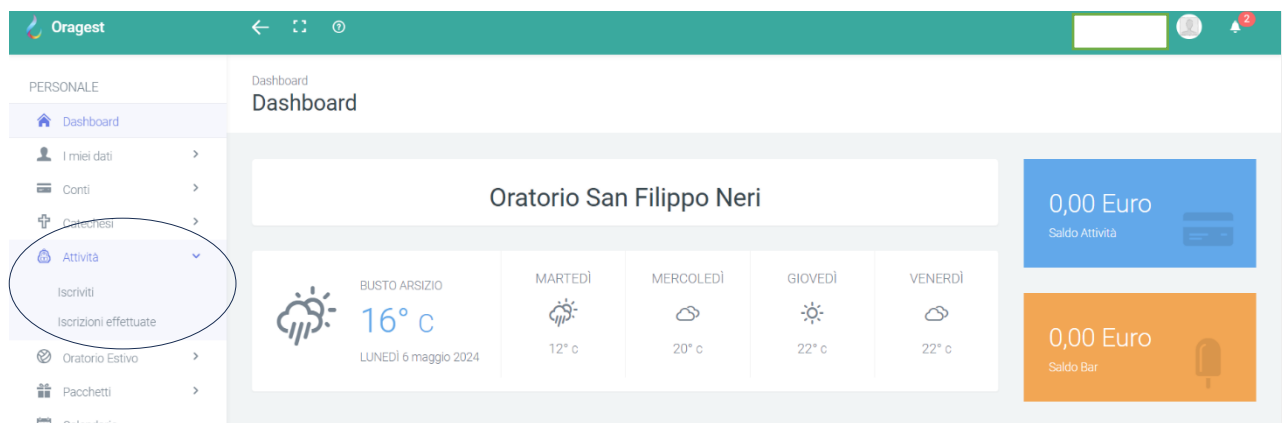 Oragest
2
PERSONALE
Dashboard
I miei dati
Conti
Catechesi
Attività
Iscriviti
Iscrizioni effettuate
Oratorio Estivo
Pacchetti
Dashboard
Dashboard
Oratorio San Filippo Neri
BUSTO ARSIZIO
16° C
LUNEDÌ 6 maggio 2024
MARTEDÌ
12° c
MERCOLEDÌ
20° c
GIOVEDÌ
22° c
VENERDÌ
22° c
0,00 Euro
Saldo Attività
0,00 Euro
Saldo Bar